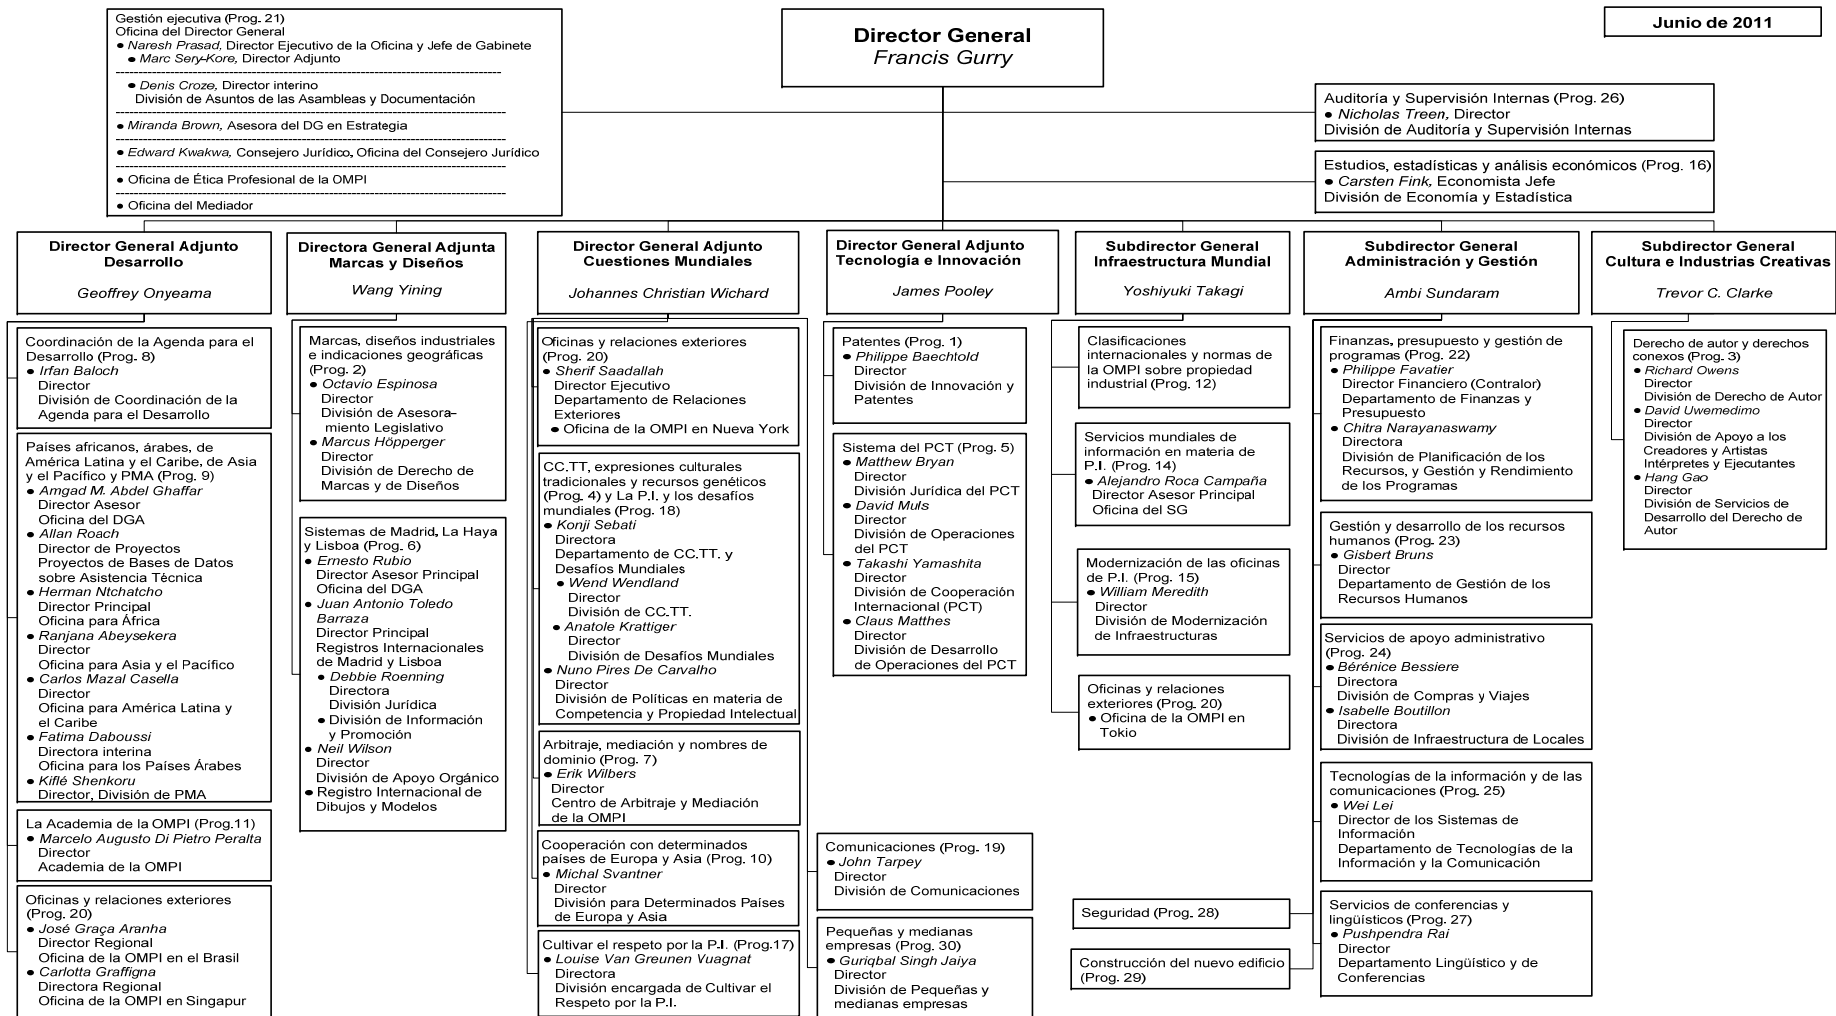 Gestión ejecutiva (Prog. 21)
Oficina del Director General
• Naresh Prasad, Director Ejecutivo de la Oficina y Jefe de Gabinete
• Marc Sery-Kore, Director Adjunto
• Denis Croze, Director interino
División de Asuntos de las Asambleas y Documentación
• Miranda Brown, Asesora del DG en Estrategia
• Edward Kwakwa, Consejero Jurídico, Oficina del Consejero Jurídico
• Oficina de Ética Profesional de la OMPI
• Oficina del Mediador
Director General
Francis Gurry
Junio de 2011
Auditoría y Supervisión Internas (Prog. 26)
• Nicholas Treen, Director
División de Auditoría y Supervisión Internas
Estudios, estadísticas y análisis económicos (Prog. 16)
• Carsten Fink, Economista Jefe
División de Economía y Estadística
Director General Adjunto
Desarrollo
Geoffrey Onyeama
Coordinación de la Agenda para el
Desarrollo (Prog. 8)
• Irfan Baloch
Director
División de Coordinación de la
Agenda para el Desarrollo
Países africanos, árabes, de
América Latina y el Caribe, de Asia
y el Pacífico y PMA (Prog. 9)
• Amgad M. Abdel Ghaffar
Director Asesor
Oficina del DGA
• Allan Roach
Director de Proyectos
Proyectos de Bases de Datos
sobre Asistencia Técnica
• Herman Ntchatcho
Director Principal
Oficina para África
• Ranjana Abeysekera
Director
Oficina para Asia y el Pacífico
• Carlos Mazal Casella
Director
Oficina para América Latina y
el Caribe
• Fatima Daboussi
Directora interina
Oficina para los Países Árabes
• Kiflé Shenkoru
Director, División de PMA
La Academia de la OMPI (Prog.11)
• Marcelo Augusto Di Pietro Peralta
Director
Academia de la OMPI
Oficinas y relaciones exteriores
(Prog. 20)
• José Graça Aranha
Director Regional
Oficina de la OMPI en el Brasil
• Carlotta Graffigna
Directora Regional
Oficina de la OMPI en Singapur
Directora General Adjunta
Marcas y Diseños
Wang Yining
Marcas, diseños industriales
e indicaciones geográficas
(Prog. 2)
• Octavio Espinosa
Director
División de Asesora-
miento Legislativo
• Marcus Höpperger
Director
División de Derecho de
Marcas y de Diseños
Sistemas de Madrid, La Haya
y Lisboa (Prog. 6)
• Ernesto Rubio
Director Asesor Principal
Oficina del DGA
• Juan Antonio Toledo
Barraza
Director Principal
Registros Internacionales
de Madrid y Lisboa
• Debbie Roenning
Directora
División Jurídica
• División de Información
y Promoción
• Neil Wilson
Director
División de Apoyo Orgánico
• Registro Internacional de
Dibujos y Modelos
Director General Adjunto
Cuestiones Mundiales
Johannes Christian Wichard
Oficinas y relaciones exteriores
(Prog. 20)
• Sherif Saadallah
Director Ejecutivo
Departamento de Relaciones
Exteriores
• Oficina de la OMPI en Nueva York
CC.TT, expresiones culturales
tradicionales y recursos genéticos
(Prog. 4) y La P.I. y los desafíos
mundiales (Prog. 18)
• Konji Sebati
Directora
Departamento de CC.TT. y
Desafíos Mundiales
• Wend Wendland
Director
División de CC.TT.
• Anatole Krattiger
Director
División de Desafíos Mundiales
• Nuno Pires De Carvalho
Director
División de Políticas en materia de
Competencia y Propiedad Intelectual
Arbitraje, mediación y nombres de
dominio (Prog. 7)
• Erik Wilbers
Director
Centro de Arbitraje y Mediación
de la OMPI
Cooperación con determinados
países de Europa y Asia (Prog. 10)
• Michal Svantner
Director
División para Determinados Países
de Europa y Asia
Cultivar el respeto por la P.I. (Prog.17)
• Louise Van Greunen Vuagnat
Directora
División encargada de Cultivar el
Respeto por la P.I.
Director General Adjunto
Tecnología e Innovación
James Pooley
Patentes (Prog. 1)
• Philippe Baechtold
Director
División de Innovación y
Patentes
Sistema del PCT (Prog. 5)
• Matthew Bryan
Director
División Jurídica del PCT
• David Muls
Director
División de Operaciones
del PCT
• Takashi Yamashita
Director
División de Cooperación
Internacional (PCT)
• Claus Matthes
Director
División de Desarrollo
de Operaciones del PCT
Comunicaciones (Prog. 19)
• John Tarpey
Director
División de Comunicaciones
Pequeñas y medianas
empresas (Prog. 30)
• Guriqbal Singh Jaiya
Director
División de Pequeñas y
medianas empresas
Subdirector General
Infraestructura Mundial
Yoshiyuki Takagi
Clasificaciones
internacionales y normas de
la OMPI sobre propiedad
industrial (Prog. 12)
Servicios mundiales de
información en materia de
P.I. (Prog. 14)
• Alejandro Roca Campaña
Director Asesor Principal
Oficina del SG
Modernización de las oficinas
de P.I. (Prog. 15)
• William Meredith
Director
División de Modernización
de Infraestructuras
Oficinas y relaciones
exteriores (Prog. 20)
• Oficina de la OMPI en
Tokio
Seguridad (Prog. 28)
Construcción del nuevo edificio
(Prog. 29)
Subdirector General
Administración y Gestión
Ambi Sundaram
Finanzas, presupuesto y gestión de
programas (Prog. 22)
• Philippe Favatier
Director Financiero (Contralor)
Departamento de Finanzas y
Presupuesto
• Chitra Narayanaswamy
Directora
División de Planificación de los
Recursos, y Gestión y Rendimiento
de los Programas
Gestión y desarrollo de los recursos
humanos (Prog. 23)
• Gisbert Bruns
Director
Departamento de Gestión de los
Recursos Humanos
Servicios de apoyo administrativo
(Prog. 24)
• Bérénice Bessiere
Directora
División de Compras y Viajes
• Isabelle Boutillon
Directora
División de Infraestructura de Locales
Tecnologías de la información y de las
comunicaciones (Prog. 25)
• Wei Lei
Director de los Sistemas de
Información
Departamento de Tecnologías de la
Información y la Comunicación
Servicios de conferencias y
lingüísticos (Prog. 27)
• Pushpendra Rai
Director
Departamento Lingüístico y de
Conferencias
Subdirector General
Cultura e Industrias Creativas
Trevor C. Clarke
Derecho de autor y derechos
conexos (Prog. 3)
• Richard Owens
Director
División de Derecho de Autor
• David Uwemedimo
Director
División de Apoyo a los
Creadores y Artistas
Intérpretes y Ejecutantes
• Hang Gao
Director
División de Servicios de
Desarrollo del Derecho de
Autor